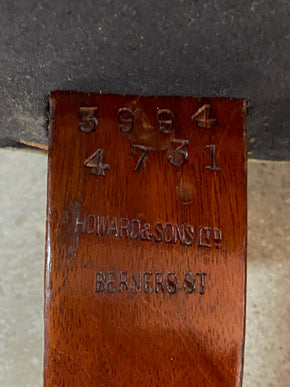 3994
4731
HOWARD & SONS LTD
BERNERS ST